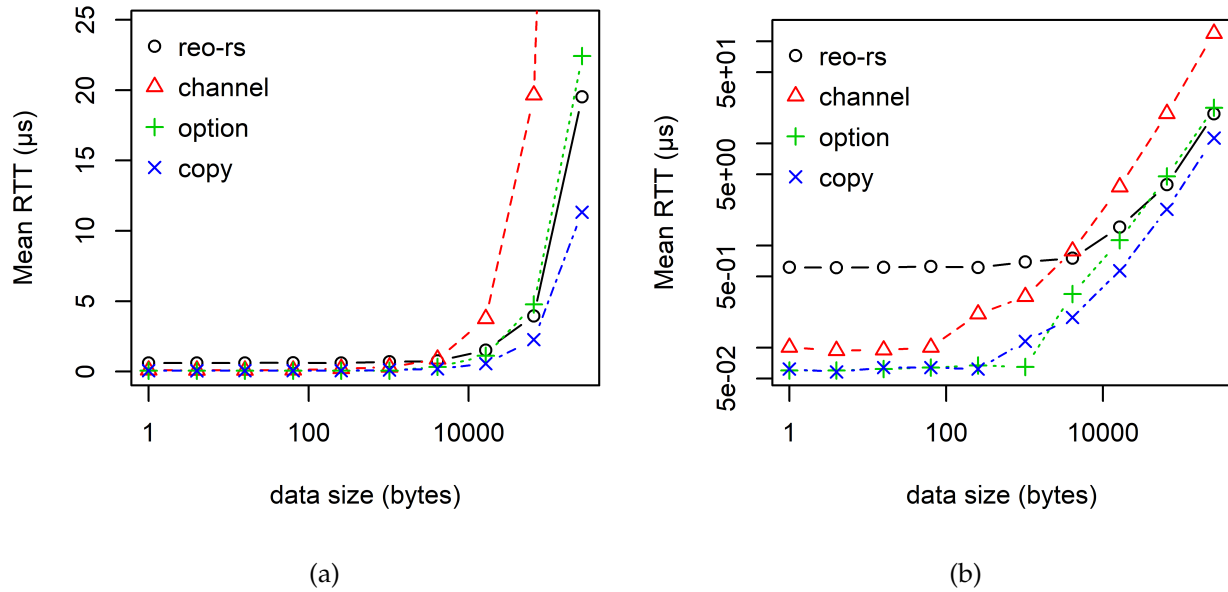 25
20
15
10
5
0
Mean RTT (μs)
reo-rs
channel
option
copy
1
100
10000
data size (bytes)
(a)
5e+01
5e+00
5e-01
5e-02
Mean RTT (μs)
reo-rs
channel
option
copy
1
100
10000
data size (bytes)
(b)